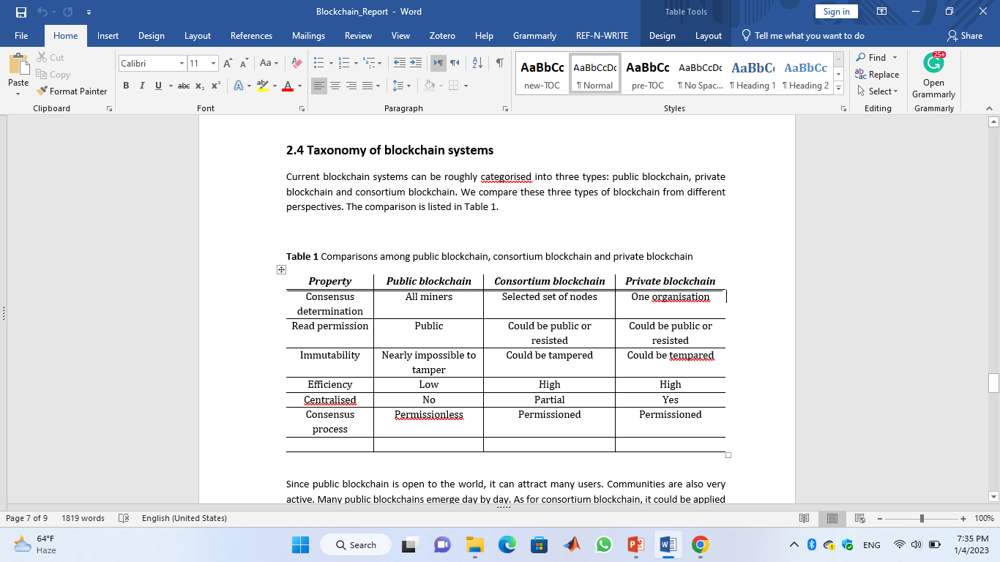 Blockchain_Report - Word
Table Tools
Sign in
File Home Insert Design Layout References Mailings Review View Zotero Help Grammarly REF-N-WRITE Design Layout Tell me what you want to do Share
Paste
Cut
Copy
Format Painter
Clipboard
Calibri 11
Font
Paragraph
AaBbCc AaBbCcDc AaBbCc AaBbCcDc AaBbC AaBbCc
new-TOC ¶ Normal pre-TOC ¶ No Spac... ¶ Heading 1 ¶ Heading 2
Styles
Find
Replace
Select
Editing
25+
Open
Grammarly
Grammarly
2.4 Taxonomy of blockchain systems
Current blockchain systems can be roughly categorised into three types: public blockchain, private
blockchain and consortium blockchain. We compare these three types of blockchain from different
perspectives. The comparison is listed in Table 1.
Table 1 Comparisons among public blockchain, consortium blockchain and private blockchain
Property Public blockchain Consortium blockchain Private blockchain
Consensus All miners Selected set of nodes One organisation
determination
Read permission Public Could be public or Could be public or
resisted resisted
Immutability Nearly impossible to Could be tampered Could be tempared
tamper
Efficiency Low High High
Centralised No Partial Yes
Consensus Permissionless Permissioned Permissioned
process
Since public blockchain is open to the world, it can attract many users. Communities are also very
active. Many public blockchains emerge day by day. As for consortium blockchain, it could be applied
Page 7 of 9 1819 words English (United States) 100%
64°F
Haze
Search
ENG
7:35 PM
1/4/2023